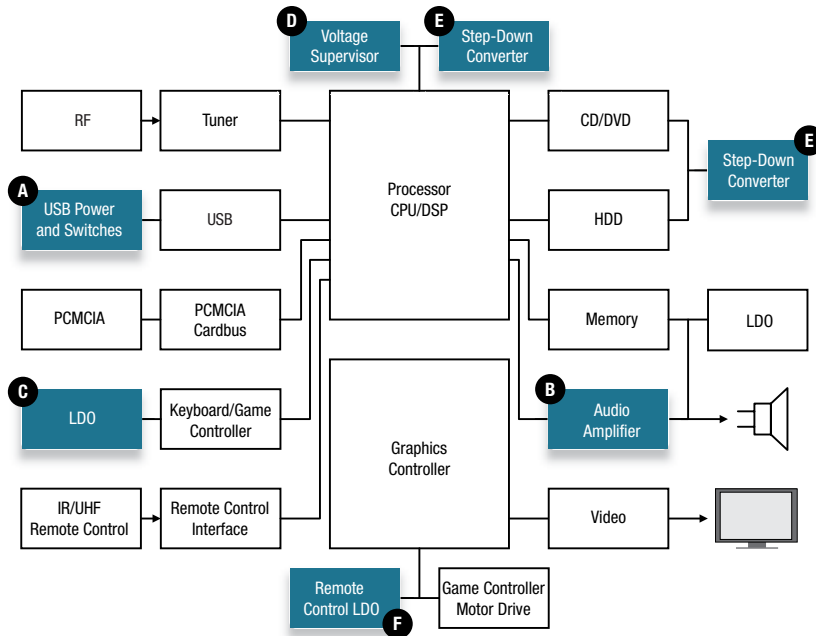 D
Voltage
Supervisor
E
Step-Down
Converter
RF
Tuner
CD/DVD
E
Step-Down
Converter
A
USB Power
and Switches
USB
Processor
CPU/DSP
HDD
PCMCIA
PCMCIA
Cardbus
Memory
LDO
C
LDO
Keyboard/Game
Controller
Graphics
Controller
B
Audio
Amplifier
IR/UHF
Remote Control
Remote Control
Interface
Video
Remote
Control LDO
F
Game Controller
Motor Drive